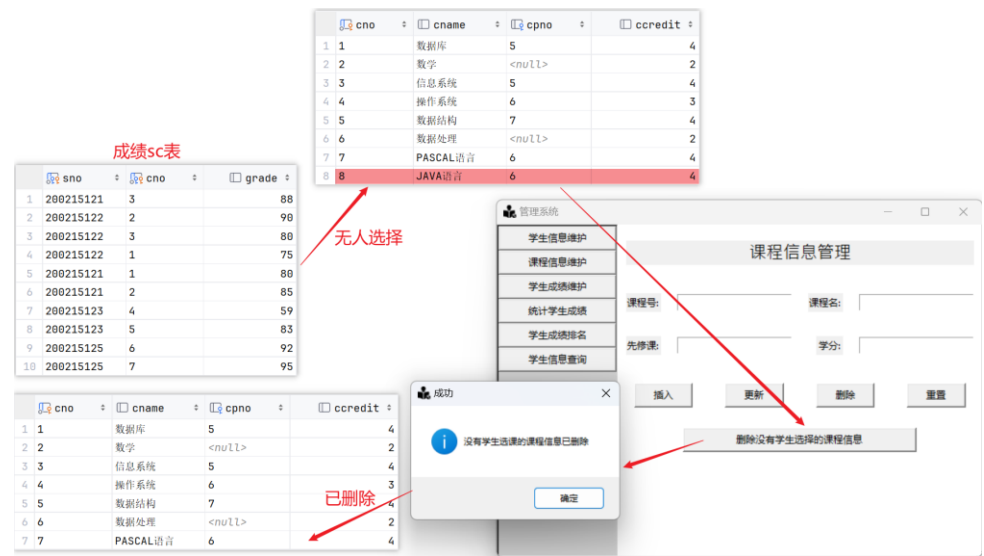 cno cname cpno ccredit
1 1 数据库 5 4
2 2 数学 <null> 2
3 3 信息系统 5 4
4 4 操作系统 6 3
5 5 数据结构 7 4
6 6 数据处理 <null> 2
7 7 PASCAL语言 6 4
8 8 JAVA语言 6 4
成绩sc表
sno cno grade
1 200215121 3 88
2 200215122 2 90
3 200215122 3 80
4 200215122 1 75
5 200215121 1 80
6 200215121 2 85
7 200215123 4 59
8 200215123 5 83
9 200215125 6 92
10 200215125 7 95
无人选择
管理系统
学生信息维护
课程信息维护
学生成绩维护
统计学生成绩
学生成绩排名
学生信息查询
课程信息管理
课程号: 课程名:
先修课: 学分:
插入 更新 删除 重置
删除没有学生选择的课程信息
成功
没有学生选课的课程信息已删除
确定
已删除
cno cname cpno ccredit
1 1 数据库 5 4
2 2 数学 <null> 2
3 3 信息系统 5 4
4 4 操作系统 6 3
5 5 数据结构 7 4
6 6 数据处理 <null> 2
7 7 PASCAL语言 6 4